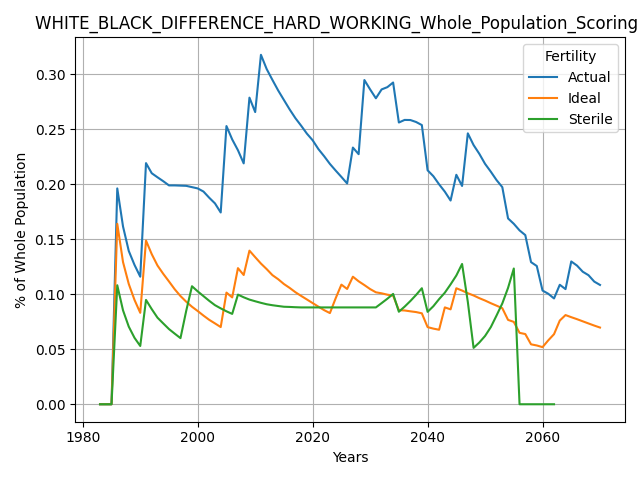 WHITE_BLACK_DIFFERENCE_HARD_WORKING_Whole_Population_Scoring
Fertility
Actual
Ideal
Sterile
% of Whole Population
0.30
0.25
0.20
0.15
0.10
0.05
0.00
1980 2000 2020 2040 2060
Years